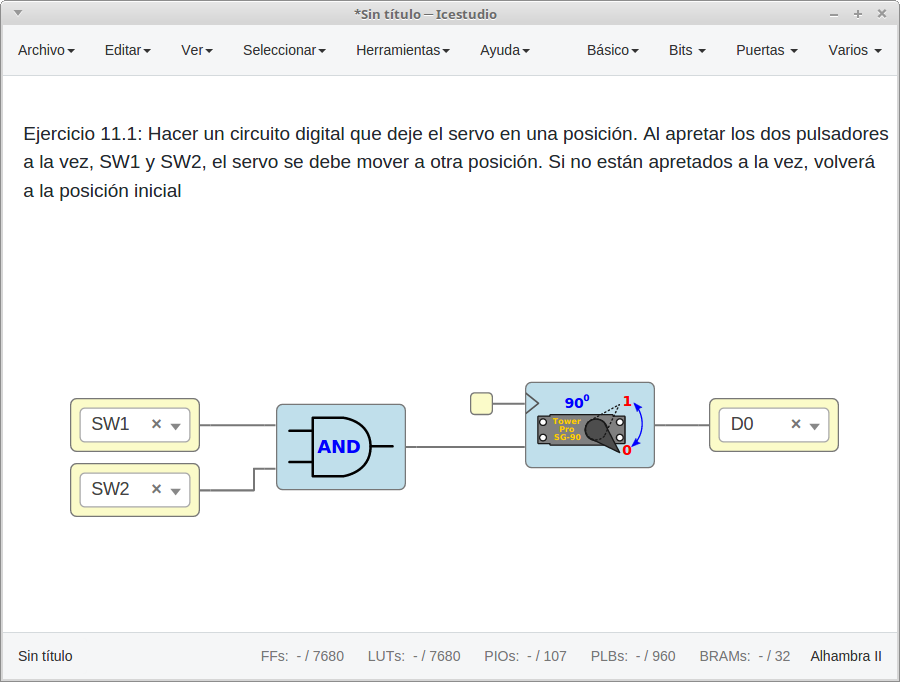 *Sin título — Icestudio
Archivo Editar Ver Seleccionar Herramientas Ayuda Básico Bits Puertas Varios
Ejercicio 11.1: Hacer un circuito digital que deje el servo en una posición. Al apretar los dos pulsadores
a la vez, SW1 y SW2, el servo se debe mover a otra posición. Si no están apretados a la vez, volverá
a la posición inicial
SW1
SW2
AND
90⁰
1
Tower
Pro
SG-90
0
D0
Sin título FFs: - / 7680 LUTs: - / 7680 PIOs: - / 107 PLBs: - / 960 BRAMs: - / 32 Alhambra II